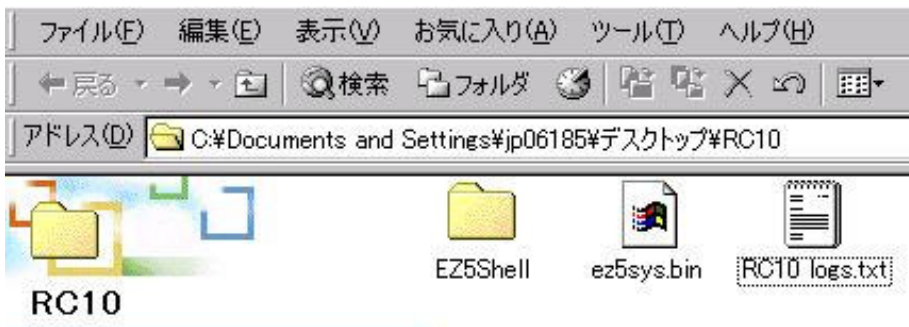 ファイル(F) 編集(E) 表示(V) お気に入り(A) ツール(T) ヘルプ(H)
戻る 検索 フォルダ
アドレス(D) C:¥Documents and Settings¥jp06185¥デスクトップ¥RC10
EZ5Shell ez5sys.bin RC10 logs.txt
RC10